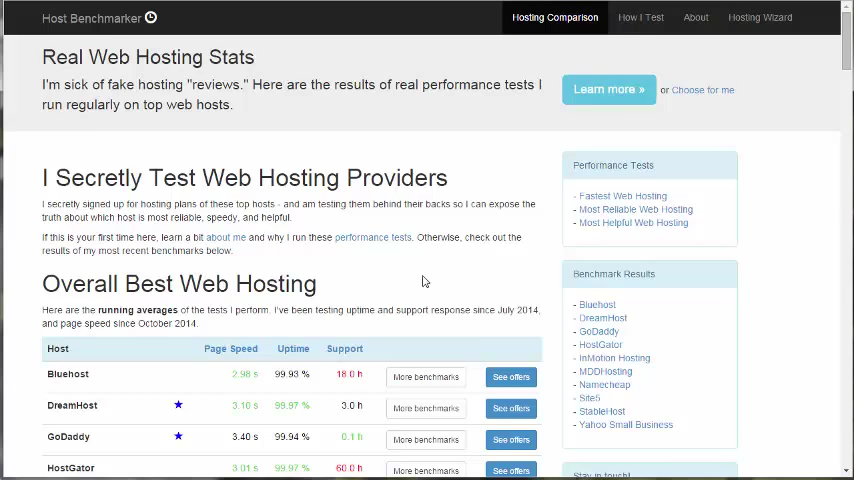 Host Benchmarker
Hosting Comparison
How I Test
About
Hosting Wizard
Real Web Hosting Stats
I'm sick of fake hosting "reviews." Here are the results of real performance tests I
run regularly on top web hosts.
Learn more » or Choose for me
I Secretly Test Web Hosting Providers
I secretly signed up for hosting plans of these top hosts - and am testing them behind their backs so I can expose the
truth about which host is most reliable, speedy, and helpful.
If this is your first time here, learn a bit about me and why I run these performance tests. Otherwise, check out the
results of my most recent benchmarks below.
Overall Best Web Hosting
Here are the running averages of the tests I perform. I've been testing uptime and support response since July 2014,
and page speed since October 2014.
Host Page Speed Uptime Support
Bluehost 2.98 s 99.93 % 18.0 h More benchmarks See offers
DreamHost 3.10 s 99.97 % 3.0 h More benchmarks See offers
GoDaddy 3.40 s 99.94 % 0.1 h More benchmarks See offers
HostGator 3.01 s 99.97 % 60.0 h More benchmarks See offers
Performance Tests
- Fastest Web Hosting
- Most Reliable Web Hosting
- Most Helpful Web Hosting
Benchmark Results
- Bluehost
- DreamHost
- GoDaddy
- HostGator
- InMotion Hosting
- MDDHosting
- Namecheap
- Site5
- StableHost
- Yahoo Small Business
Stay in touch!